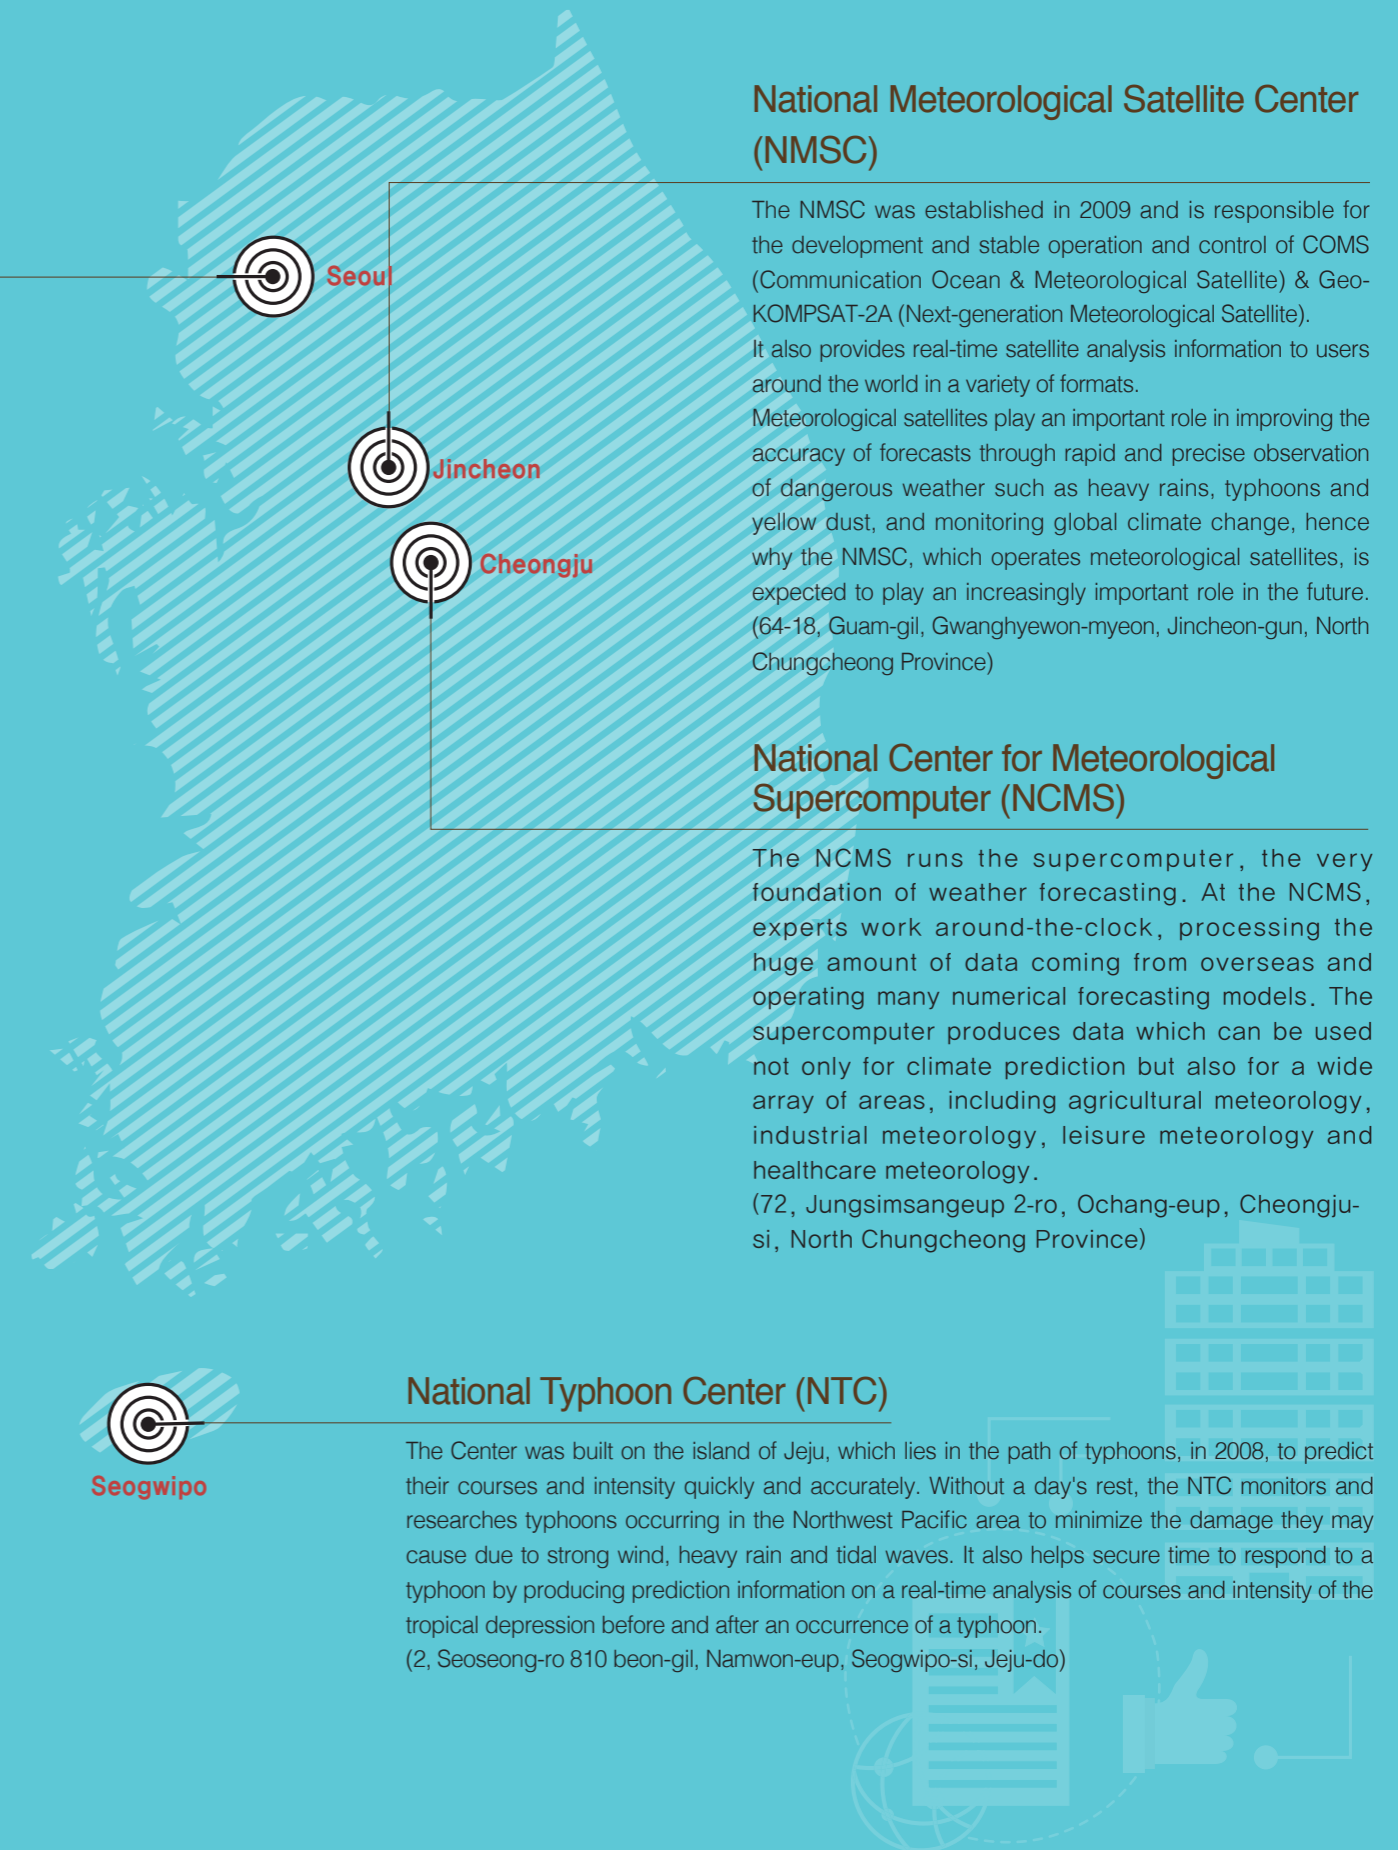 National Meteorological Satellite Center
(NMSC)
The NMSC was established in 2009 and is responsible for
the development and stable operation and control of COMS
(Communication Ocean & Meteorological Satellite) & Geo-
KOMPSAT-2A (Next-generation Meteorological Satellite).
It also provides real-time satellite analysis information to users
around the world in a variety of formats.
Meteorological satellites play an important role in improving the
accuracy of forecasts through rapid and precise observation
of dangerous weather such as heavy rains, typhoons and
yellow dust, and monitoring global climate change, hence
why the NMSC, which operates meteorological satellites, is
expected to play an increasingly important role in the future.
(64-18, Guam-gil, Gwanghyewon-myeon, Jincheon-gun, North
Chungcheong Province)
Seoul
Jincheon
Cheongju
National Center for Meteorological
Supercomputer (NCMS)
The NCMS runs the supercomputer, the very
foundation of weather forecasting. At the NCMS,
experts work around-the-clock, processing the
huge amount of data coming from overseas and
operating many numerical forecasting models. The
supercomputer produces data which can be used
not only for climate prediction but also for a wide
array of areas, including agricultural meteorology,
industrial meteorology, leisure meteorology and
healthcare meteorology.
(72, Jungsimsangeup 2-ro, Ochang-eup, Cheongju-
si, North Chungcheong Province)
Seogwipo
National Typhoon Center (NTC)
The Center was built on the island of Jeju, which lies in the path of typhoons, in 2008, to predict
their courses and intensity quickly and accurately. Without a day's rest, the NTC monitors and
researches typhoons occurring in the Northwest Pacific area to minimize the damage they may
cause due to strong wind, heavy rain and tidal waves. It also helps secure time to respond to a
typhoon by producing prediction information on a real-time analysis of courses and intensity of the
tropical depression before and after an occurrence of a typhoon.
(2, Seoseong-ro 810 beon-gil, Namwon-eup, Seogwipo-si, Jeju-do)